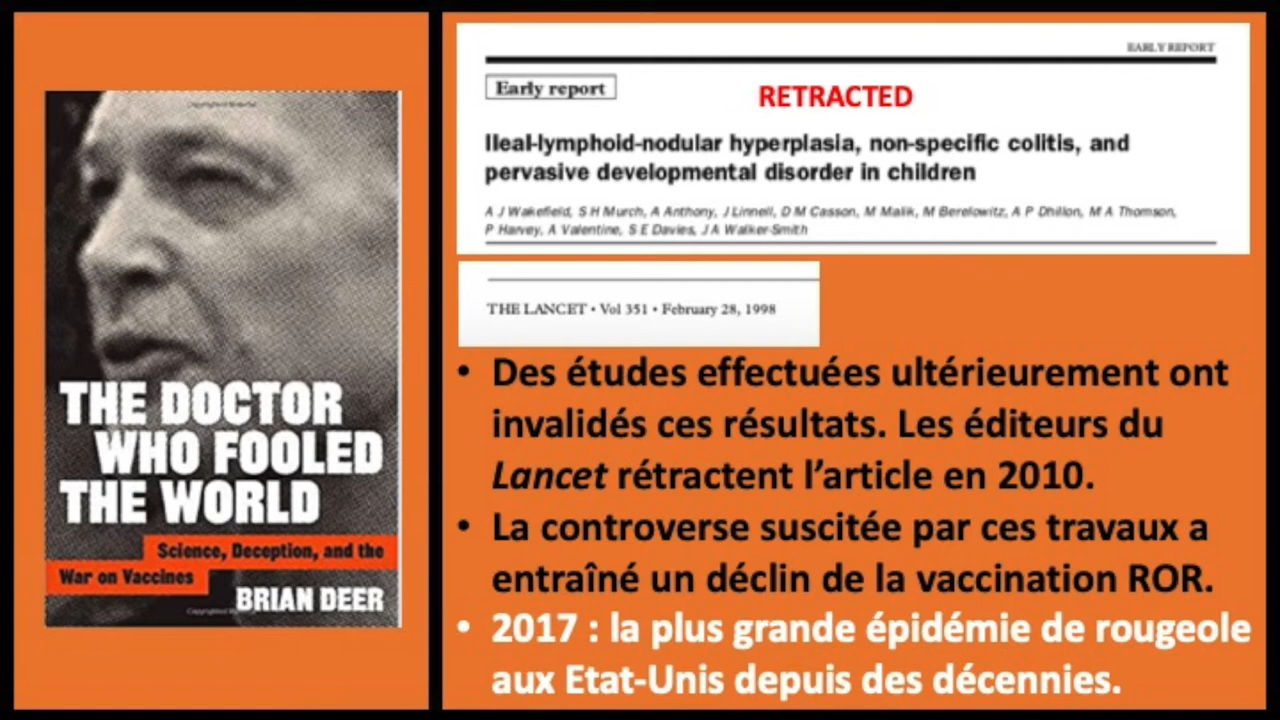 THE DOCTOR
WHO FOOLED
THE WORLD
Science, Deception, and the
War on Vaccines
BRIAN DEER
EARLY REPORT
Early report
RETRACTED
Ileal-lymphoid-nodular hyperplasia, non-specific colitis, and
pervasive developmental disorder in children
A J Wakefield, S H Murch, A Anthony, J Linnell, D M Casson, M Malik, M Berelowitz, A P Dhillon, M A Thomson,
P Harvey, A Valentine, S E Davies, J A Walker-Smith
THE LANCET • Vol 351 • February 28, 1998
• Des études effectuées ultérieurement ont
invalidés ces résultats. Les éditeurs du
Lancet rétractent l’article en 2010.
• La controverse suscitée par ces travaux a
entraîné un déclin de la vaccination ROR.
• 2017 : la plus grande épidémie de rougeole
aux Etat-Unis depuis des décennies.